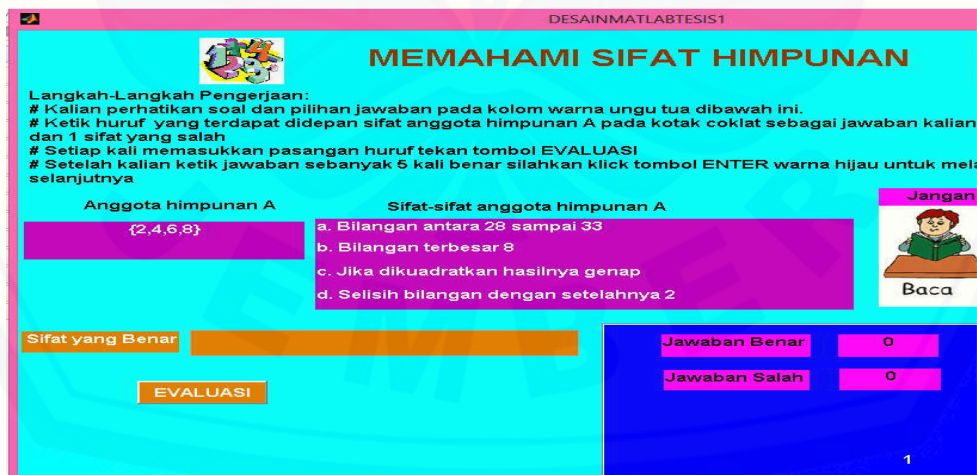 DESAINMATLABTESIS1
MEMAHAMI SIFAT HIMPUNAN
Langkah-Langkah Pengerjaan:
# Kalian perhatikan soal dan pilihan jawaban pada kolom warna ungu tua dibawah ini.
# Ketik huruf yang terdapat didepan sifat anggota himpunan A pada kotak coklat sebagai jawaban kalian
dan 1 sifat yang salah
# Setiap kali memasukkan pasangan huruf tekan tombol EVALUASI
# Setelah kalian ketik jawaban sebanyak 5 kali benar silahkan klick tombol ENTER warna hijau untuk mela
selanjutnya
Jangan
Anggota himpunan A
Sifat-sifat anggota himpunan A
{2,4,6,8}
a. Bilangan antara 28 sampai 33
b. Bilangan terbesar 8
c. Jika dikuadratkan hasilnya genap
d. Selisih bilangan dengan setelahnya 2
Baca
Sifat yang Benar
Jawaban Benar 0
Jawaban Salah 0
EVALUASI
1